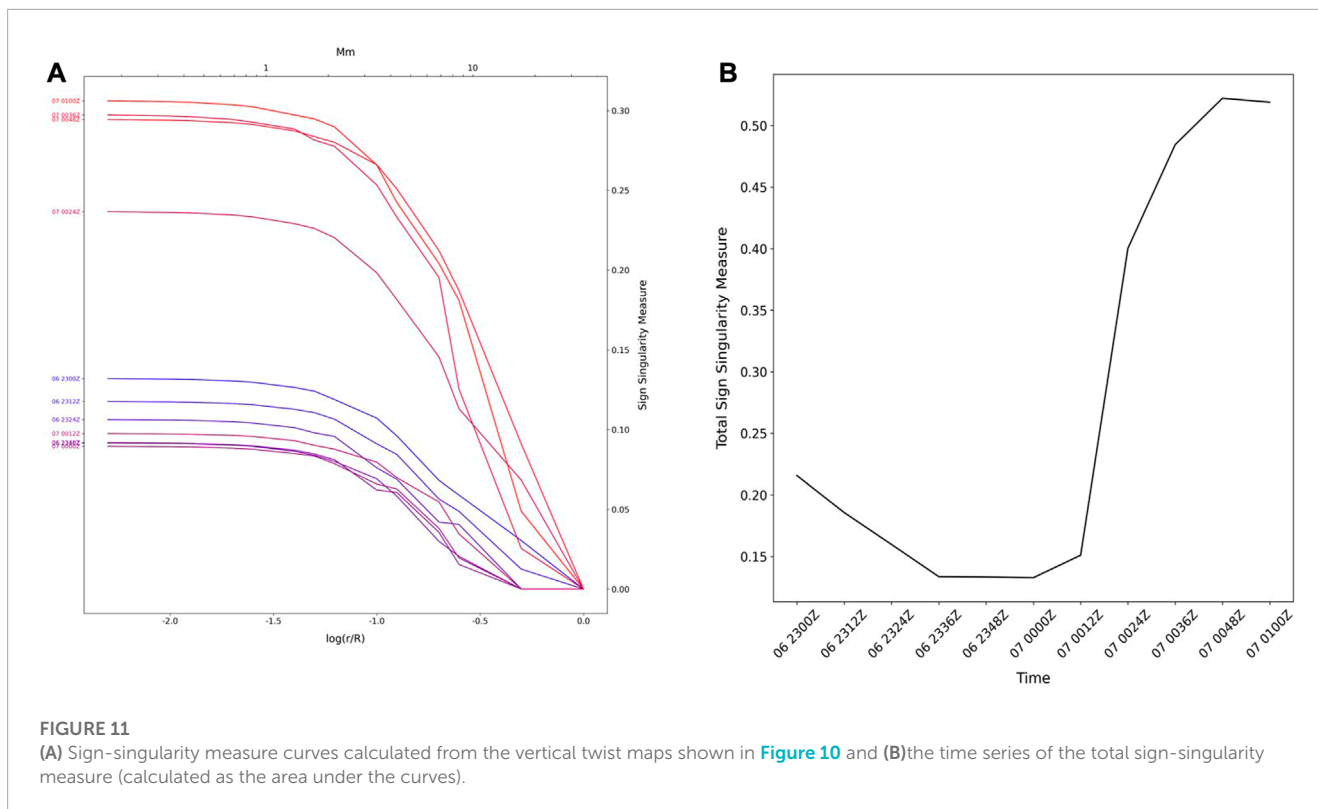 A
Mm
1
10
07 0100Z
07 0024Z
06 2300Z
06 2312Z
06 2324Z
07 0012Z
0.30
0.25
0.20
0.15
0.10
0.05
0.00
Sign Singularity Measure
-2.0
-1.5
-1.0
-0.5
0.0
log(r/R)
B
0.50
0.45
0.40
0.35
0.30
0.25
0.20
0.15
Total Sign Singularity Measure
06 2300Z
06 2312Z
06 2324Z
06 2336Z
06 2348Z
07 0000Z
07 0012Z
07 0024Z
07 0036Z
07 0048Z
07 0100Z
Time
FIGURE 11
(A) Sign-singularity measure curves calculated from the vertical twist maps shown in Figure 10 and (B)the time series of the total sign-singularity
measure (calculated as the area under the curves).